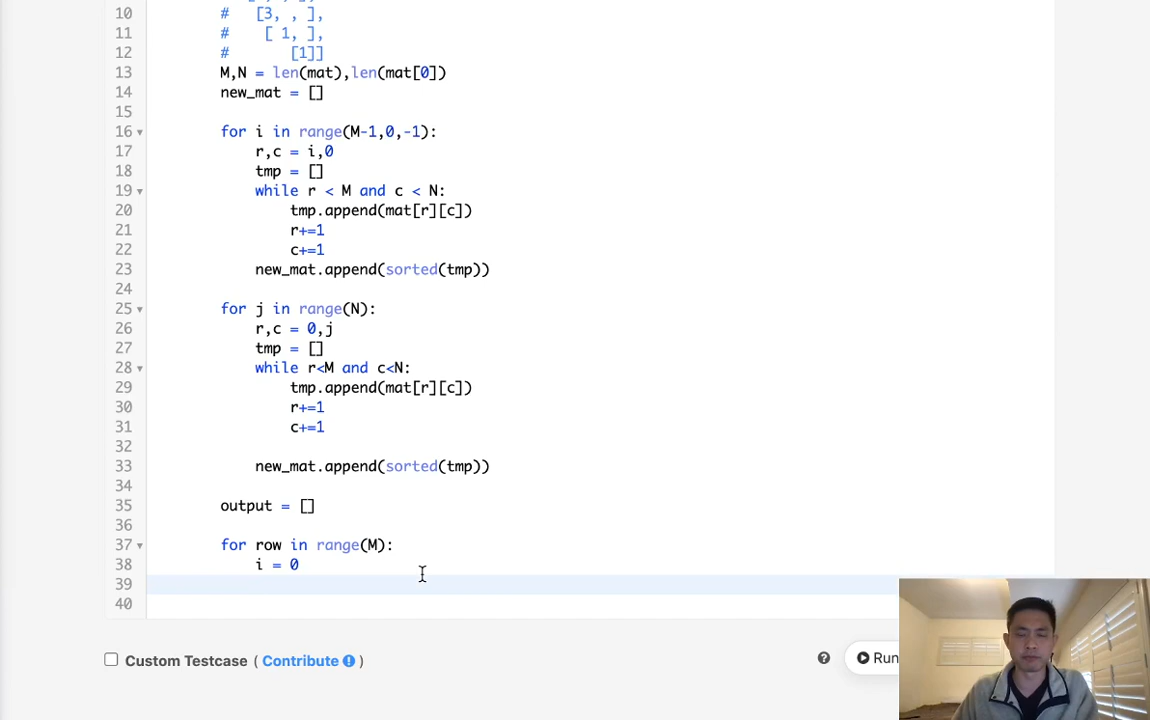 10 # [3, , ],
11 # [ 1, ],
12 # [1]]
13 M,N = len(mat),len(mat[0])
14 new_mat = []
15
16 for i in range(M-1,0,-1):
17 r,c = i,0
18 tmp = []
19 while r < M and c < N:
20 tmp.append(mat[r][c])
21 r+=1
22 c+=1
23 new_mat.append(sorted(tmp))
24
25 for j in range(N):
26 r,c = 0,j
27 tmp = []
28 while r<M and c<N:
29 tmp.append(mat[r][c])
30 r+=1
31 c+=1
32
33 new_mat.append(sorted(tmp))
34
35 output = []
36
37 for row in range(M):
38 i = 0
39
40
Custom Testcase ( Contribute )
Run